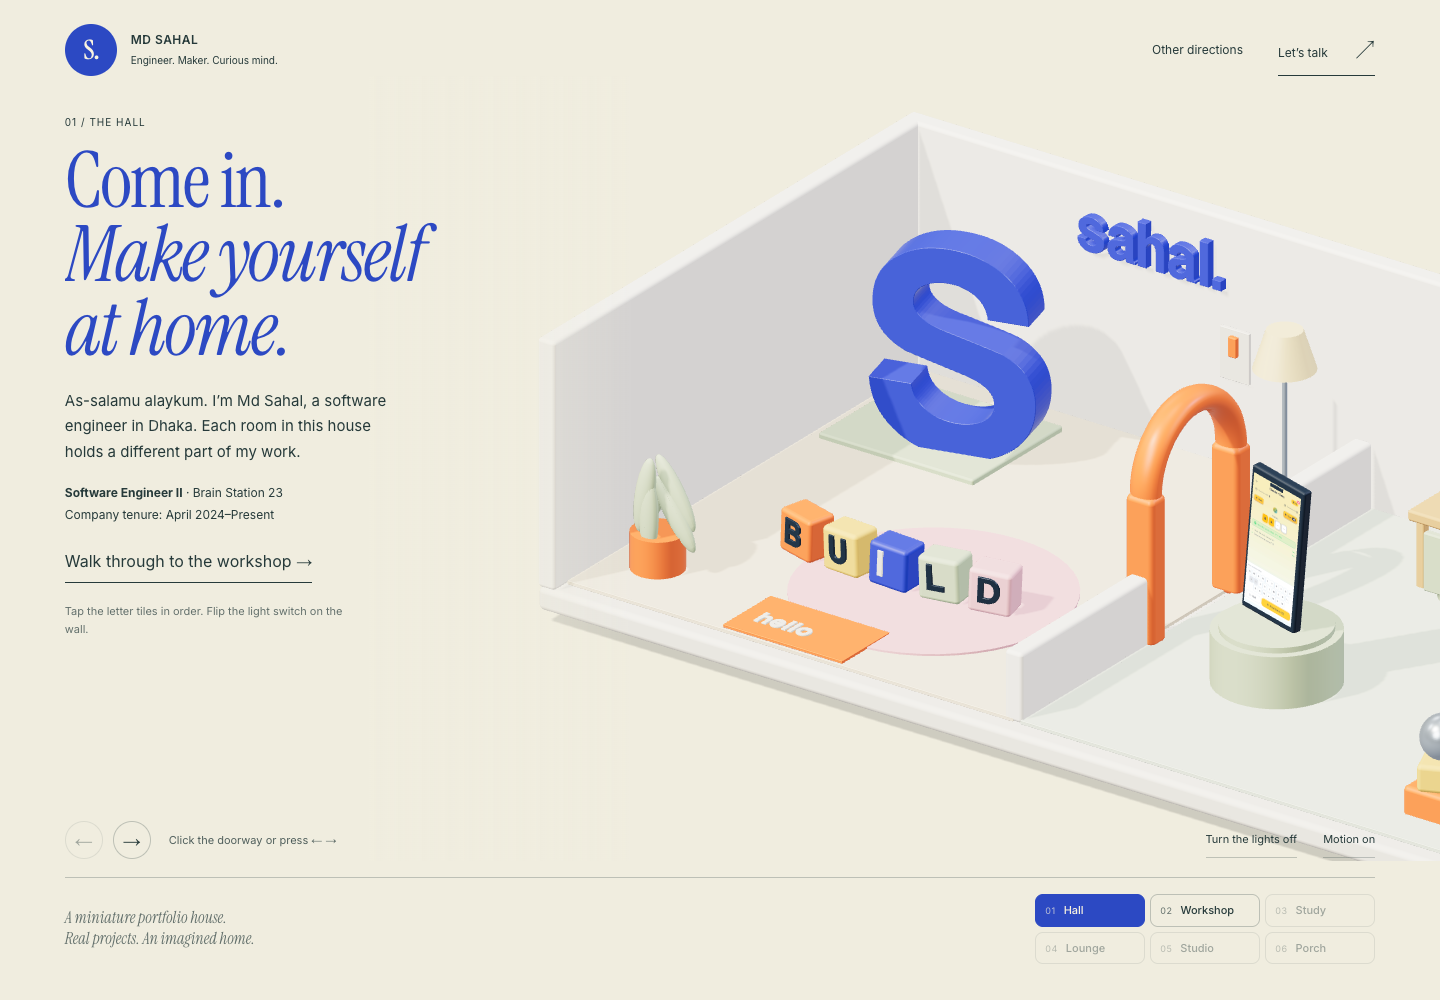 S.
MD SAHAL
Engineer. Maker. Curious mind.
Other directions
Let's talk ↗
01 / THE HALL
Come in.
Make yourself
at home.
As-salamu alaykum. I'm Md Sahal, a software
engineer in Dhaka. Each room in this house
holds a different part of my work.
Software Engineer II · Brain Station 23
Company tenure: April 2024–Present
Walk through to the workshop →
Tap the letter tiles in order. Flip the light switch on the
wall.
S
sahal.
BUILD
hello
← → Click the doorway or press ← →
Turn the lights off
Motion on
A miniature portfolio house.
Real projects. An imagined home.
01 Hall
02 Workshop
03 Study
04 Lounge
05 Studio
06 Porch